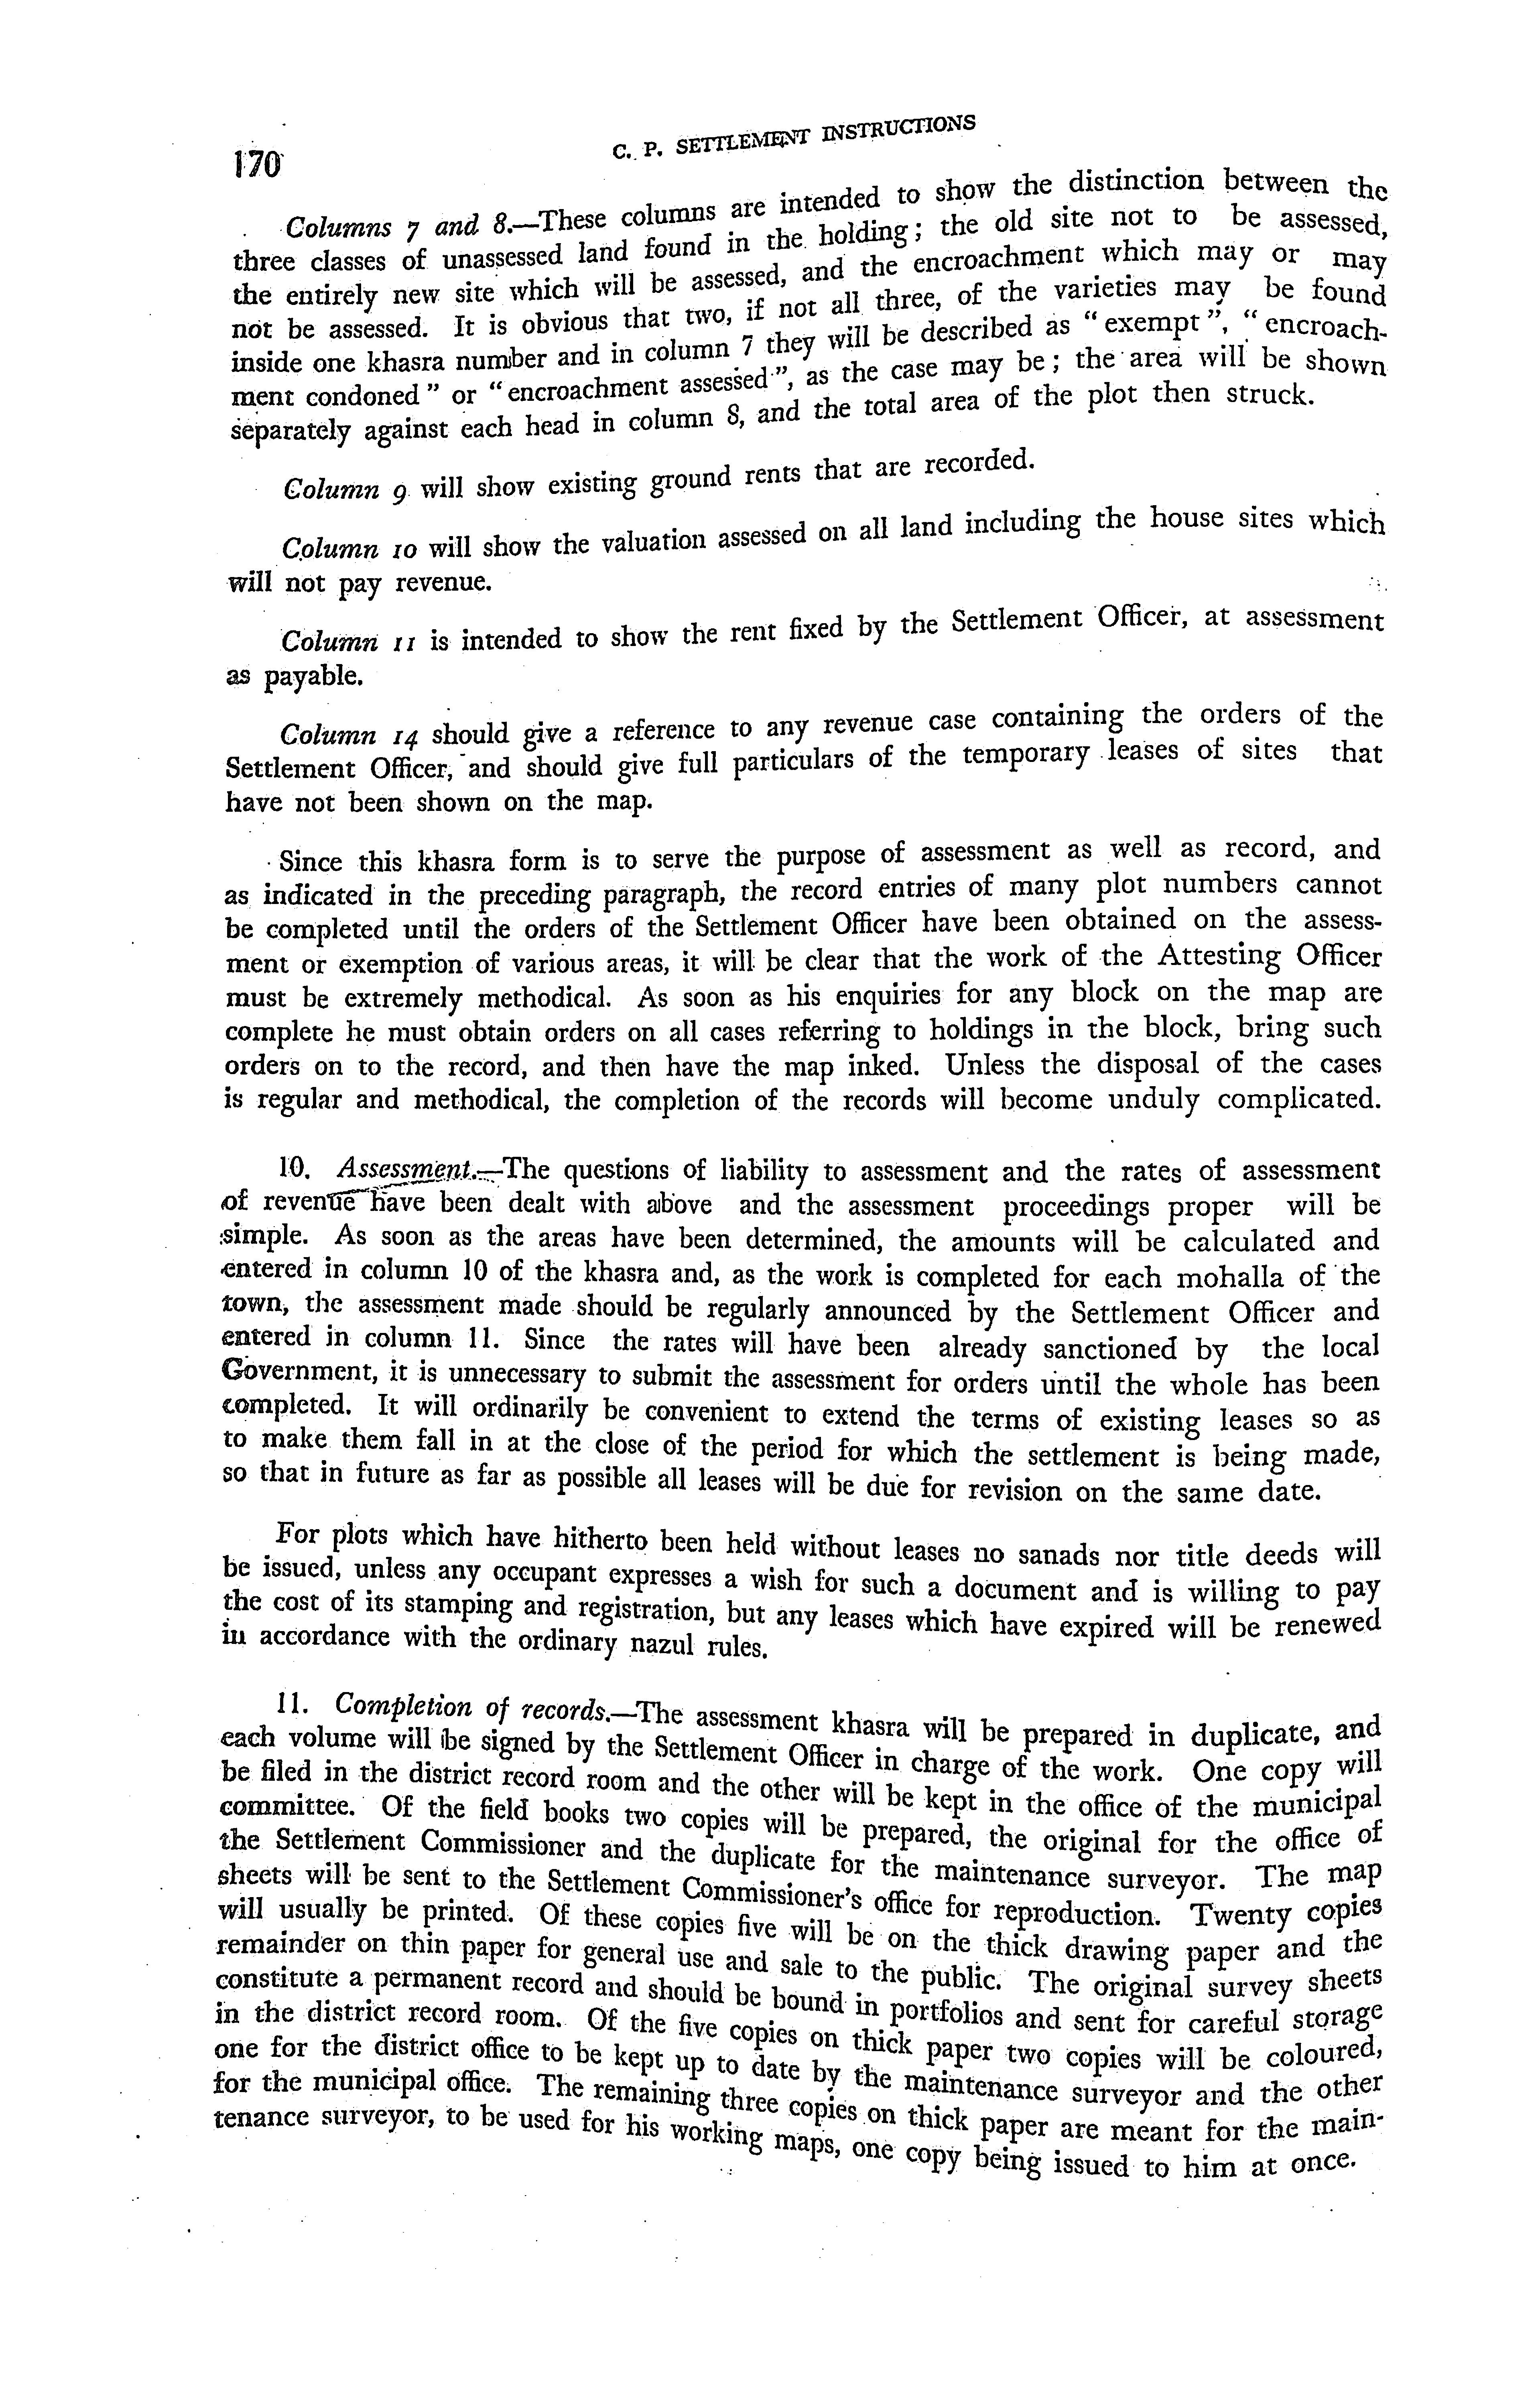 170
C. P. SETTLEMENT INSTRUCTIONS
Columns 7 and 8.—These columns are intended to show the distinction between the
three classes of unassessed land found in the holding; the old site not to be assessed,
the entirely new site which will be assessed, and the encroachment which may or may
not be assessed. It is obvious that two, if not all three, of the varieties may be found
inside one khasra number and in column 7 they will be described as "exempt", "encroach-
ment condoned" or "encroachment assessed", as the case may be; the area will be shown
separately against each head in column 8, and the total area of the plot then struck.
Column 9 will show existing ground rents that are recorded.
Column 10 will show the valuation assessed on all land including the house sites which
will not pay revenue.
Column 11 is intended to show the rent fixed by the Settlement Officer, at assessment
as payable.
Column 14 should give a reference to any revenue case containing the orders of the
Settlement Officer, and should give full particulars of the temporary leases of sites that
have not been shown on the map.
Since this khasra form is to serve the purpose of assessment as well as record, and
as indicated in the preceding paragraph, the record entries of many plot numbers cannot
be completed until the orders of the Settlement Officer have been obtained on the assess-
ment or exemption of various areas, it will be clear that the work of the Attesting Officer
must be extremely methodical. As soon as his enquiries for any block on the map are
complete he must obtain orders on all cases referring to holdings in the block, bring such
orders on to the record, and then have the map inked. Unless the disposal of the cases
is regular and methodical, the completion of the records will become unduly complicated.
10. Assessment.—The questions of liability to assessment and the rates of assessment
of revenue have been dealt with above and the assessment proceedings proper will be
simple. As soon as the areas have been determined, the amounts will be calculated and
entered in column 10 of the khasra and, as the work is completed for each mohalla of the
town, the assessment made should be regularly announced by the Settlement Officer and
entered in column 11. Since the rates will have been already sanctioned by the local
Government, it is unnecessary to submit the assessment for orders until the whole has been
completed. It will ordinarily be convenient to extend the terms of existing leases so as
to make them fall in at the close of the period for which the settlement is being made,
so that in future as far as possible all leases will be due for revision on the same date.
For plots which have hitherto been held without leases no sanads nor title deeds will
be issued, unless any occupant expresses a wish for such a document and is willing to pay
the cost of its stamping and registration, but any leases which have expired will be renewed
in accordance with the ordinary nazul rules.
11. Completion of records.—The assessment khasra will be prepared in duplicate, and
each volume will be signed by the Settlement Officer in charge of the work. One copy will
be filed in the district record room and the other will be kept in the office of the municipal
committee. Of the field books two copies will be prepared, the original for the office of
the Settlement Commissioner and the duplicate for the maintenance surveyor. The map
sheets will be sent to the Settlement Commissioner's office for reproduction. Twenty copies
will usually be printed. Of these copies five will be on the thick drawing paper and the
remainder on thin paper for general use and sale to the public. The original survey sheets
constitute a permanent record and should be bound in portfolios and sent for careful storage
in the district record room. Of the five copies on thick paper two copies will be coloured,
one for the district office to be kept up to date by the maintenance surveyor and the other
for the municipal office. The remaining three copies on thick paper are meant for the main-
tenance surveyor, to be used for his working maps, one copy being issued to him at once.